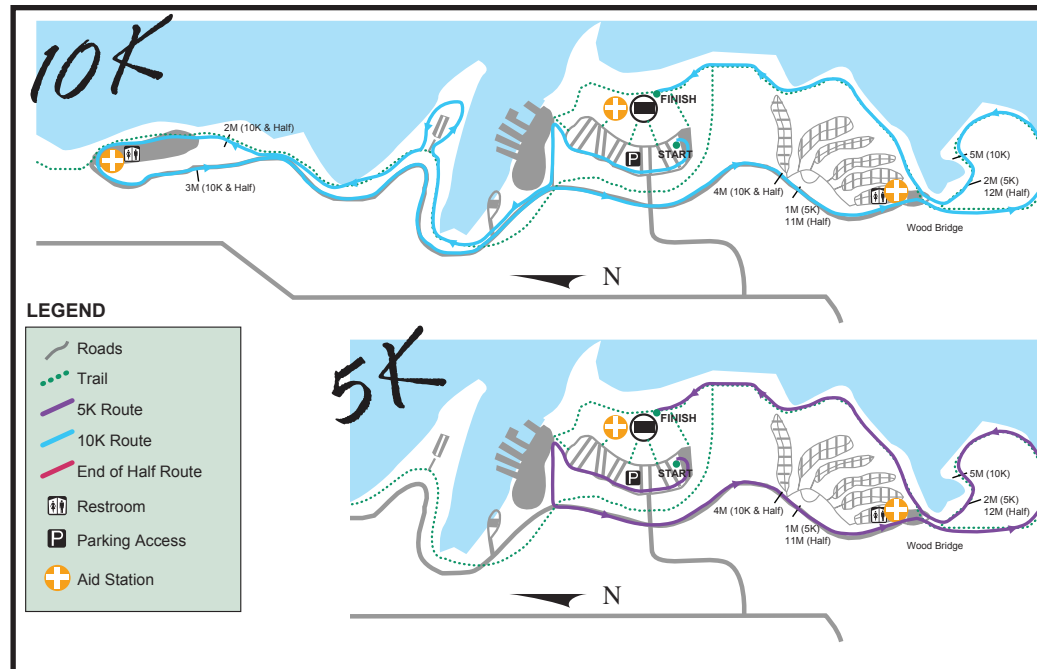 10K
FINISH
2M (10K & Half)
START
P
5M (10K)
3M (10K & Half)
4M (10K & Half)
2M (5K)
12M (Half)
1M (5K)
11M (Half)
Wood Bridge
N
LEGEND
Roads
Trail
5K Route
10K Route
End of Half Route
Restroom
P Parking Access
Aid Station
5K
FINISH
START
P
5M (10K)
4M (10K & Half)
2M (5K)
12M (Half)
1M (5K)
11M (Half)
Wood Bridge
N